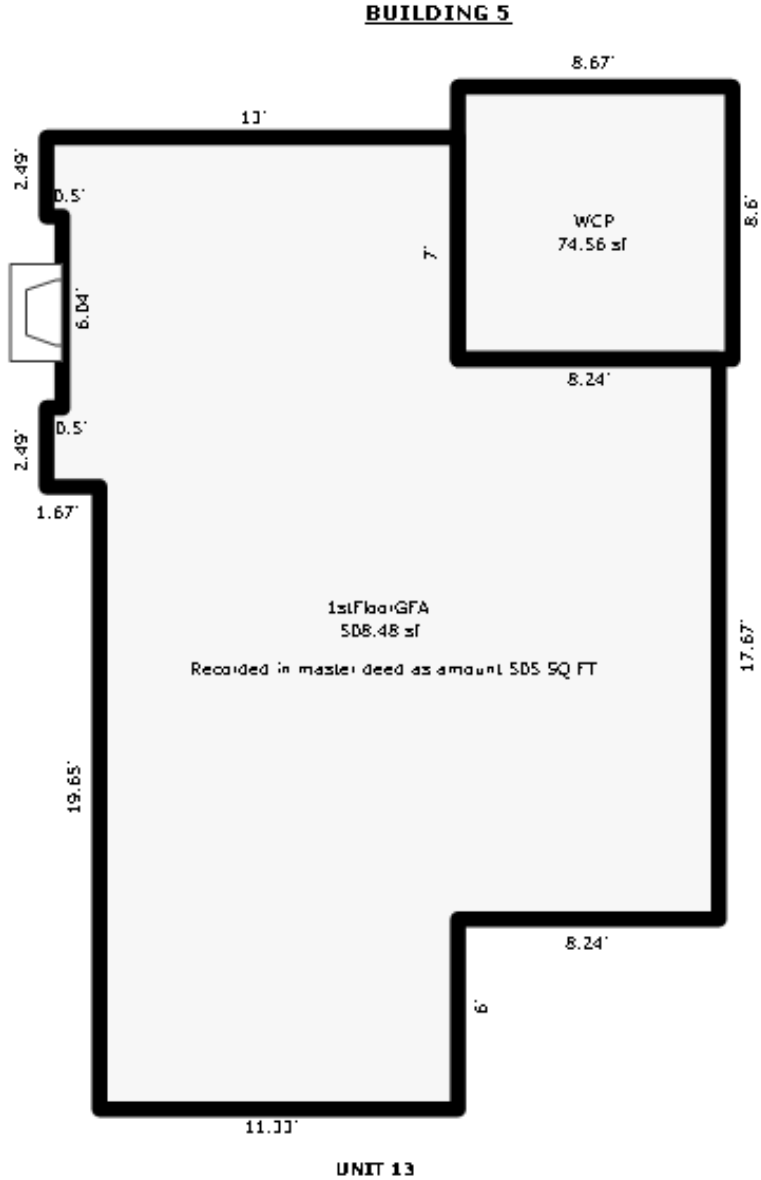 BUILDING 5
8.67'
13'
2.49'
0.5'
WCP
74.56 sf
8.6'
7'
6.04'
8.24'
0.5'
2.49'
1.67'
1stFloorGFA
508.48 sf
Recorded in master deed as amount 505 SQ FT
17.67'
19.65'
8.24'
6'
11.33'
UNIT 13